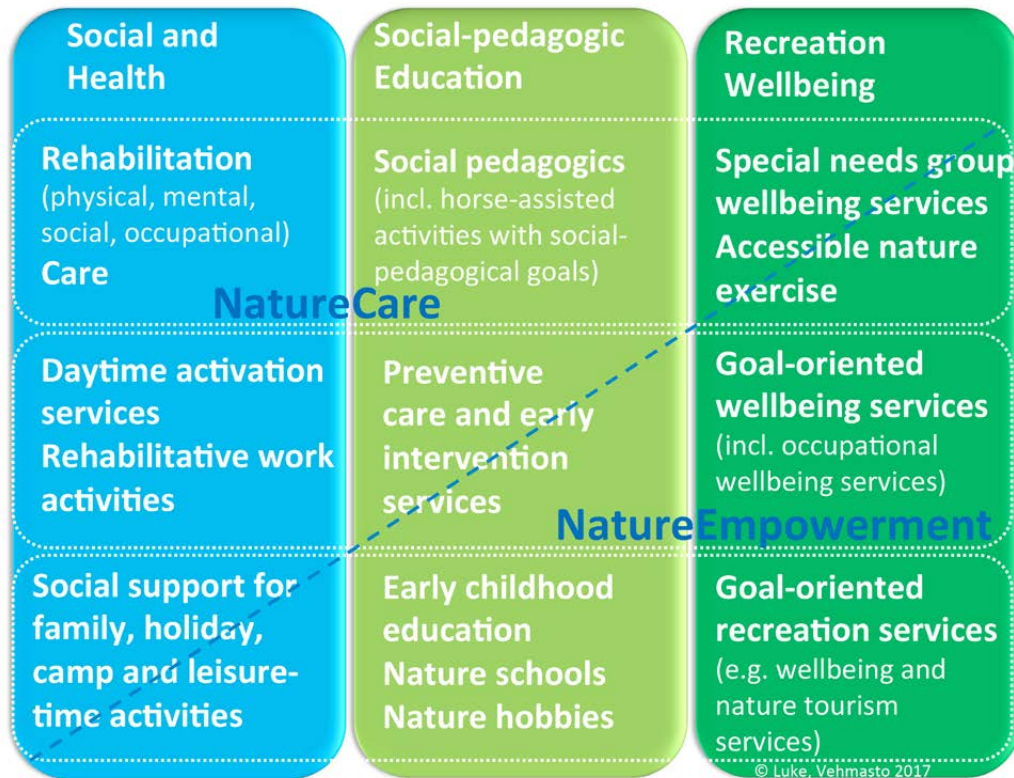 Social and
Health
Social-pedagogic
Education
Recreation
Wellbeing
Rehabilitation
(physical, mental,
social, occupational)
Care
Social pedagogics
(incl. horse-assisted
activities with social-
pedagogical goals)
Special needs group
wellbeing services
Accessible nature
exercise
NatureCare
Daytime activation
services
Rehabilitative work
activities
Preventive
care and early
intervention
services
Goal-oriented
wellbeing services
(incl. occupational
wellbeing services)
NatureEmpowerment
Social support for
family, holiday,
camp and leisure-
time activities
Early childhood
education
Nature schools
Nature hobbies
Goal-oriented
recreation services
(e.g. wellbeing and
nature tourism
services)
© Luke, Vehmasto 2017